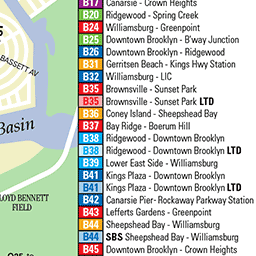 B17 Canarsie - Crown Heights
B20 Ridgewood - Spring Creek
B24 Williamsburg - Greenpoint
B25 Downtown Brooklyn - B'way Junction
B26 Downtown Brooklyn - Ridgewood
B31 Gerritsen Beach - Kings Hwy Station
B32 Williamsburg - LIC
B35 Brownsville - Sunset Park
B35 Brownsville - Sunset Park LTD
B36 Coney Island - Sheepshead Bay
B37 Bay Ridge - Boerum Hill
B38 Ridgewood - Downtown Brooklyn
B38 Ridgewood - Downtown Brooklyn LTD
B39 Lower East Side - Williamsburg
B41 Kings Plaza - Downtown Brooklyn
B41 Kings Plaza - Downtown Brooklyn LTD
B42 Canarsie Pier- Rockaway Parkway Station
B43 Lefferts Gardens - Greenpoint
B44 Sheepshead Bay - Williamsburg
B44 SBS Sheepshead Bay - Williamsburg
B45 Downtown Brooklyn - Crown Heights
BASSETT AV
Basin
LOYD BENNETT
FIELD